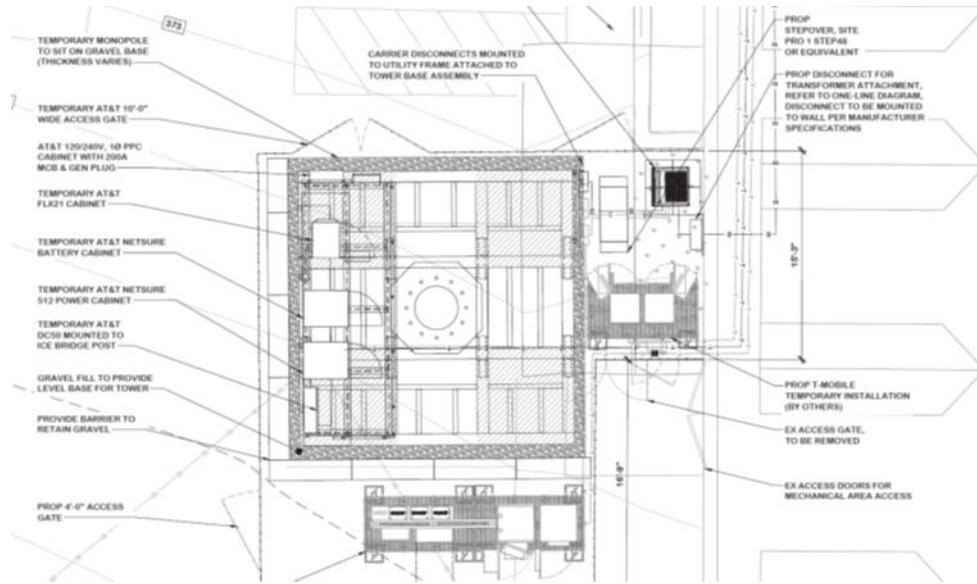 373
TEMPORARY MONOPOLE
TO SIT ON GRAVEL BASE
(THICKNESS VARIES)
TEMPORARY AT&T 10'-0"
WIDE ACCESS GATE
AT&T 120/240V, 1Ø PPC
CABINET WITH 200A
MCB & GEN PLUG
TEMPORARY AT&T
FLX21 CABINET
TEMPORARY AT&T NETSURE
BATTERY CABINET
TEMPORARY AT&T NETSURE
512 POWER CABINET
TEMPORARY AT&T
DC50 MOUNTED TO
ICE BRIDGE POST
GRAVEL FILL TO PROVIDE
LEVEL BASE FOR TOWER
PROVIDE BARRIER TO
RETAIN GRAVEL
PROP 4'-0" ACCESS
GATE
CARRIER DISCONNECTS MOUNTED
TO UTILITY FRAME ATTACHED TO
TOWER BASE ASSEMBLY
PROP
STEPOVER, SITE
PRO 1 STEP48
OR EQUIVALENT
PROP DISCONNECT FOR
TRANSFORMER ATTACHMENT,
REFER TO ONE-LINE DIAGRAM,
DISCONNECT TO BE MOUNTED
TO WALL PER MANUFACTURER
SPECIFICATIONS
15'-3"
PROP T-MOBILE
TEMPORARY INSTALLATION
(BY OTHERS)
EX ACCESS GATE,
TO BE REMOVED
16'-9"
EX ACCESS DOORS FOR
MECHANICAL AREA ACCESS